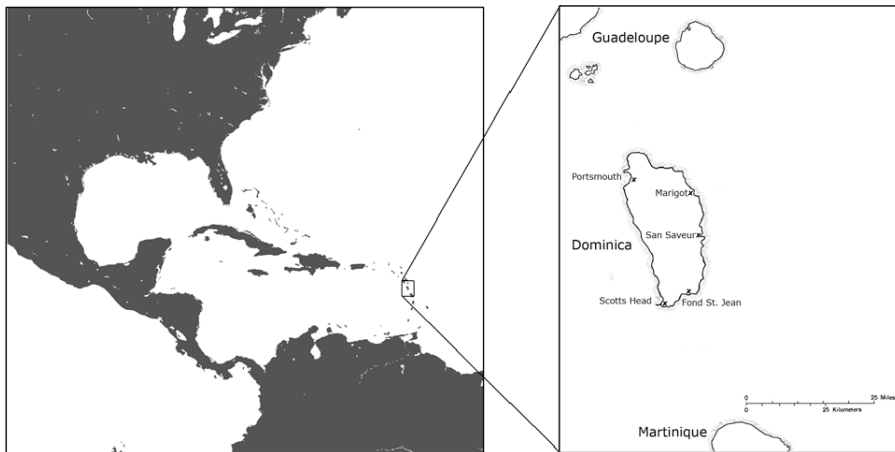 Guadeloupe
Portsmouth
Marigot
San Saveur
Dominica
Scotts Head
Fond St. Jean
0 25 Miles
0 25 Kilometers
Martinique